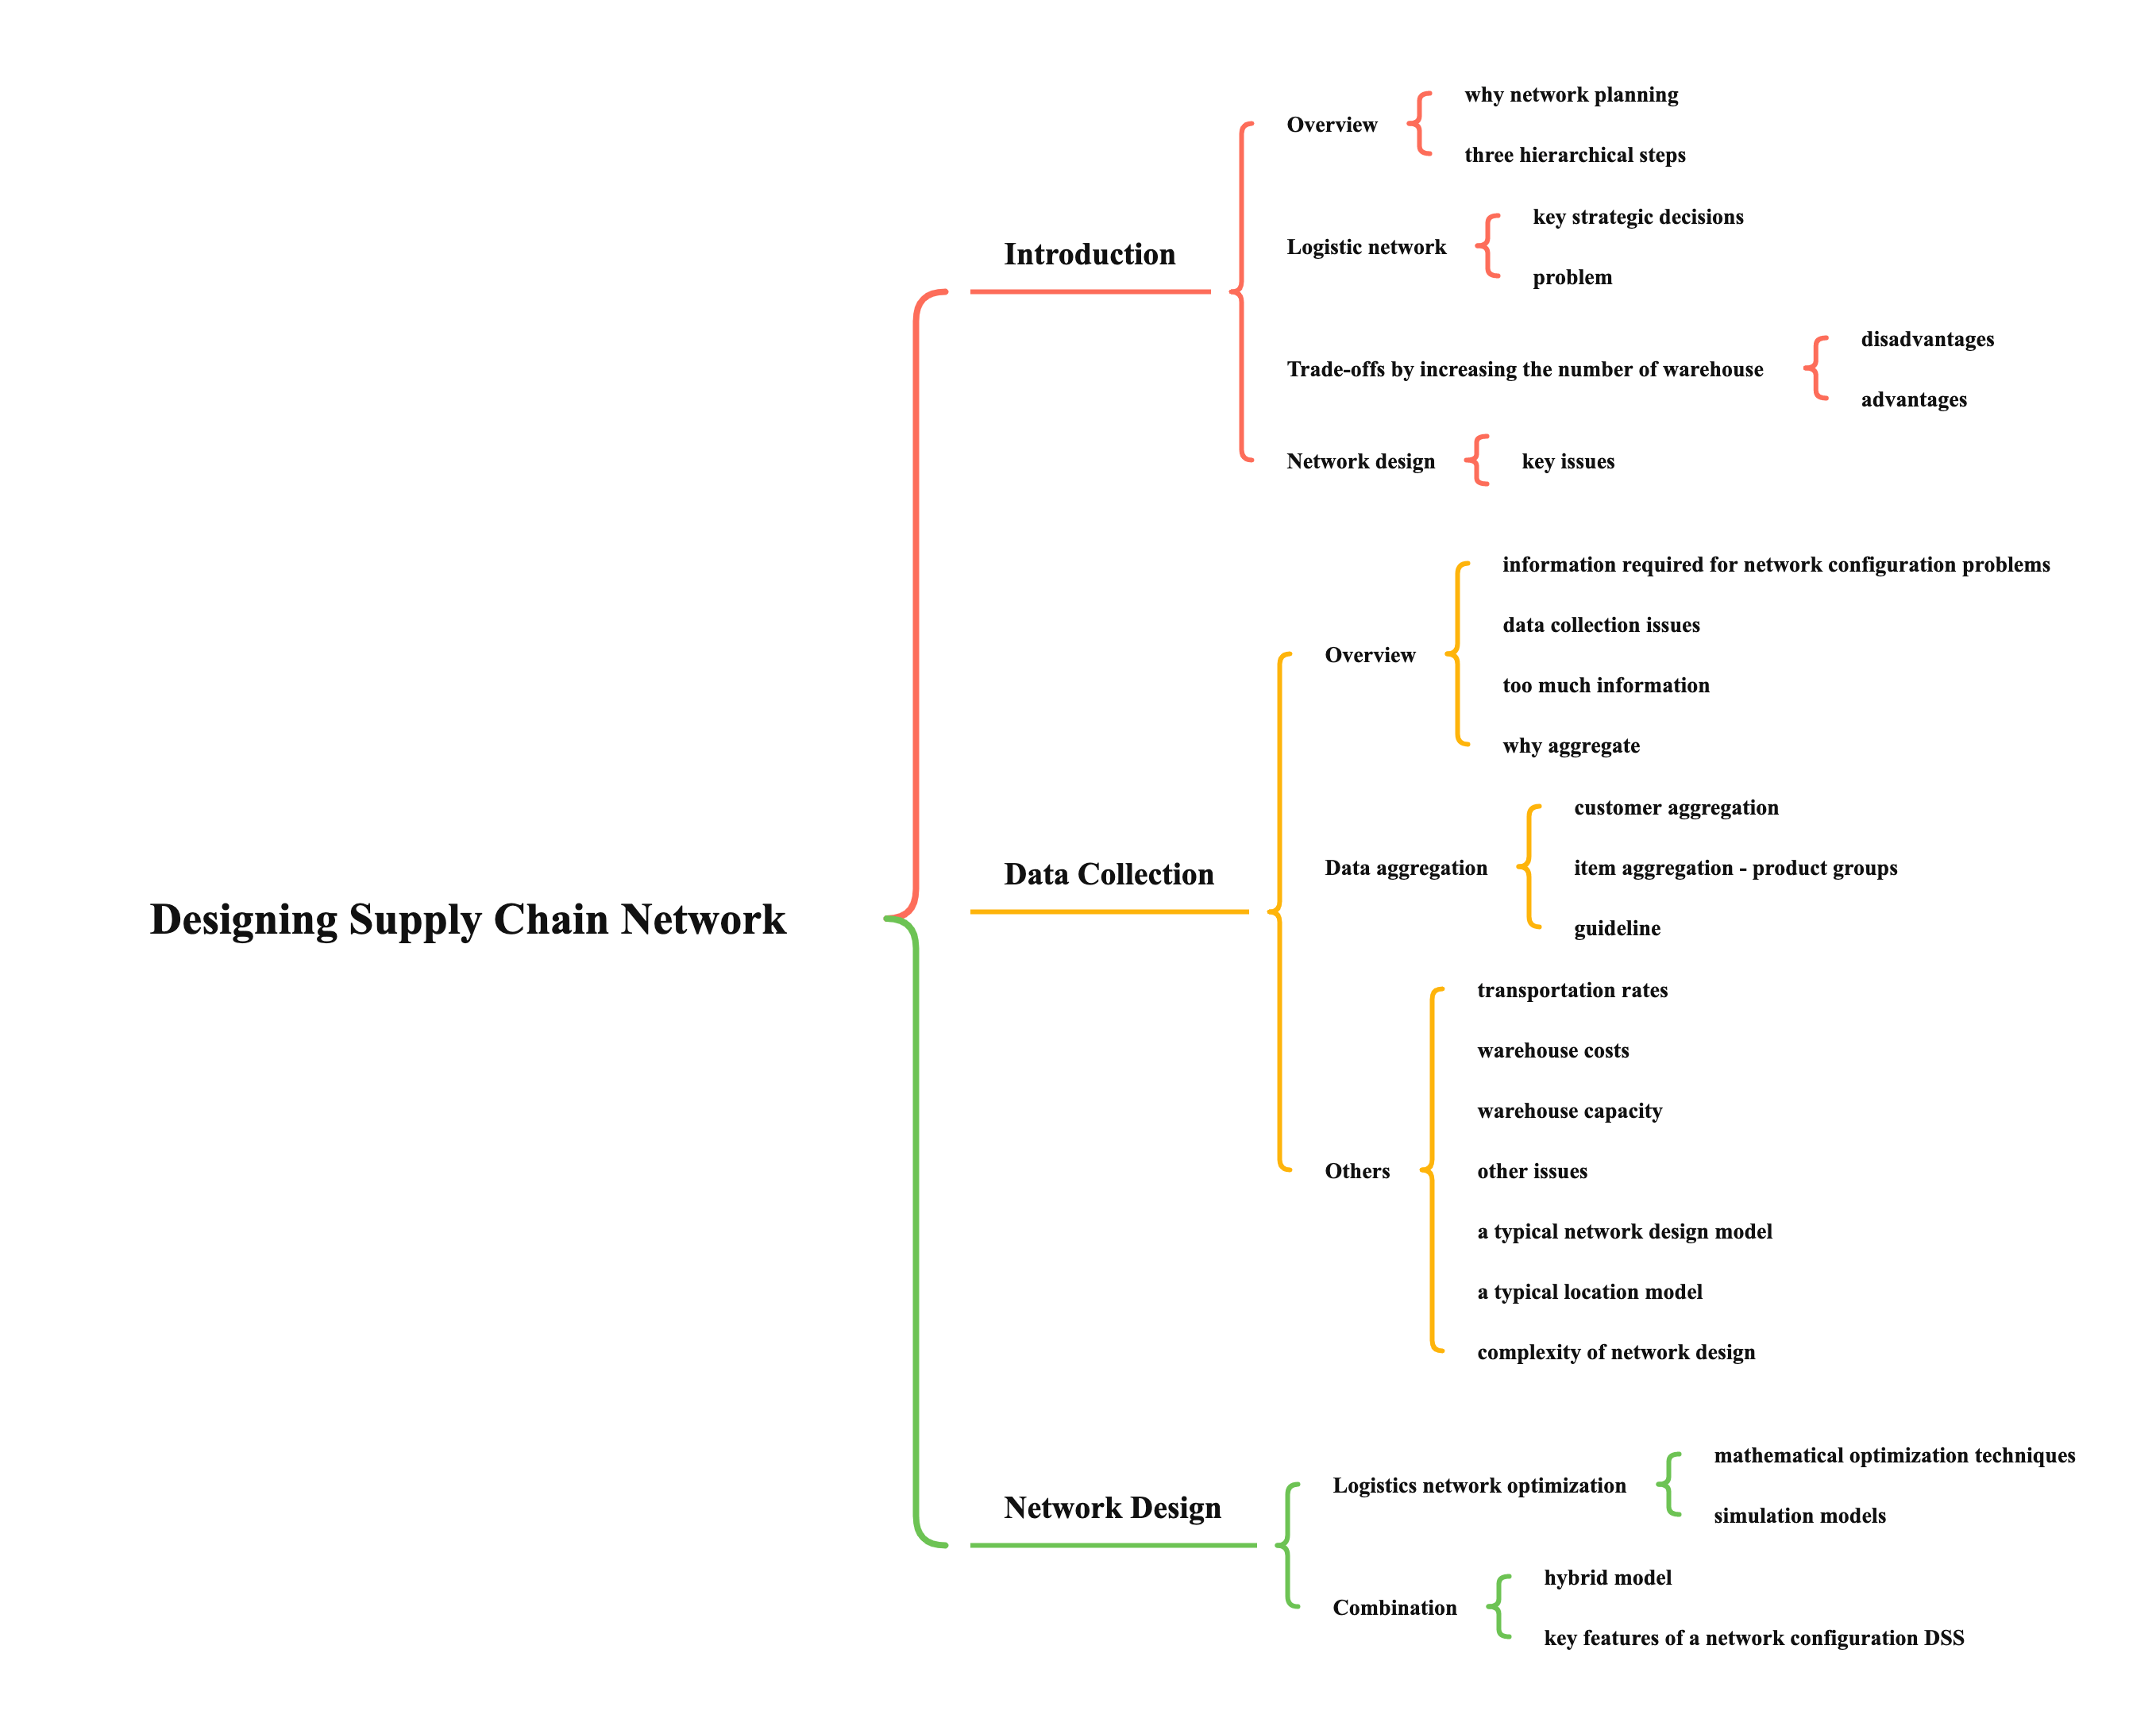 Designing Supply Chain Network
Introduction
Overview
why network planning
three hierarchical steps
Logistic network
key strategic decisions
problem
Trade-offs by increasing the number of warehouse
disadvantages
advantages
Network design
key issues
Data Collection
Overview
information required for network configuration problems
data collection issues
too much information
why aggregate
Data aggregation
customer aggregation
item aggregation - product groups
guideline
Others
transportation rates
warehouse costs
warehouse capacity
other issues
a typical network design model
a typical location model
complexity of network design
Network Design
Logistics network optimization
mathematical optimization techniques
simulation models
Combination
hybrid model
key features of a network configuration DSS